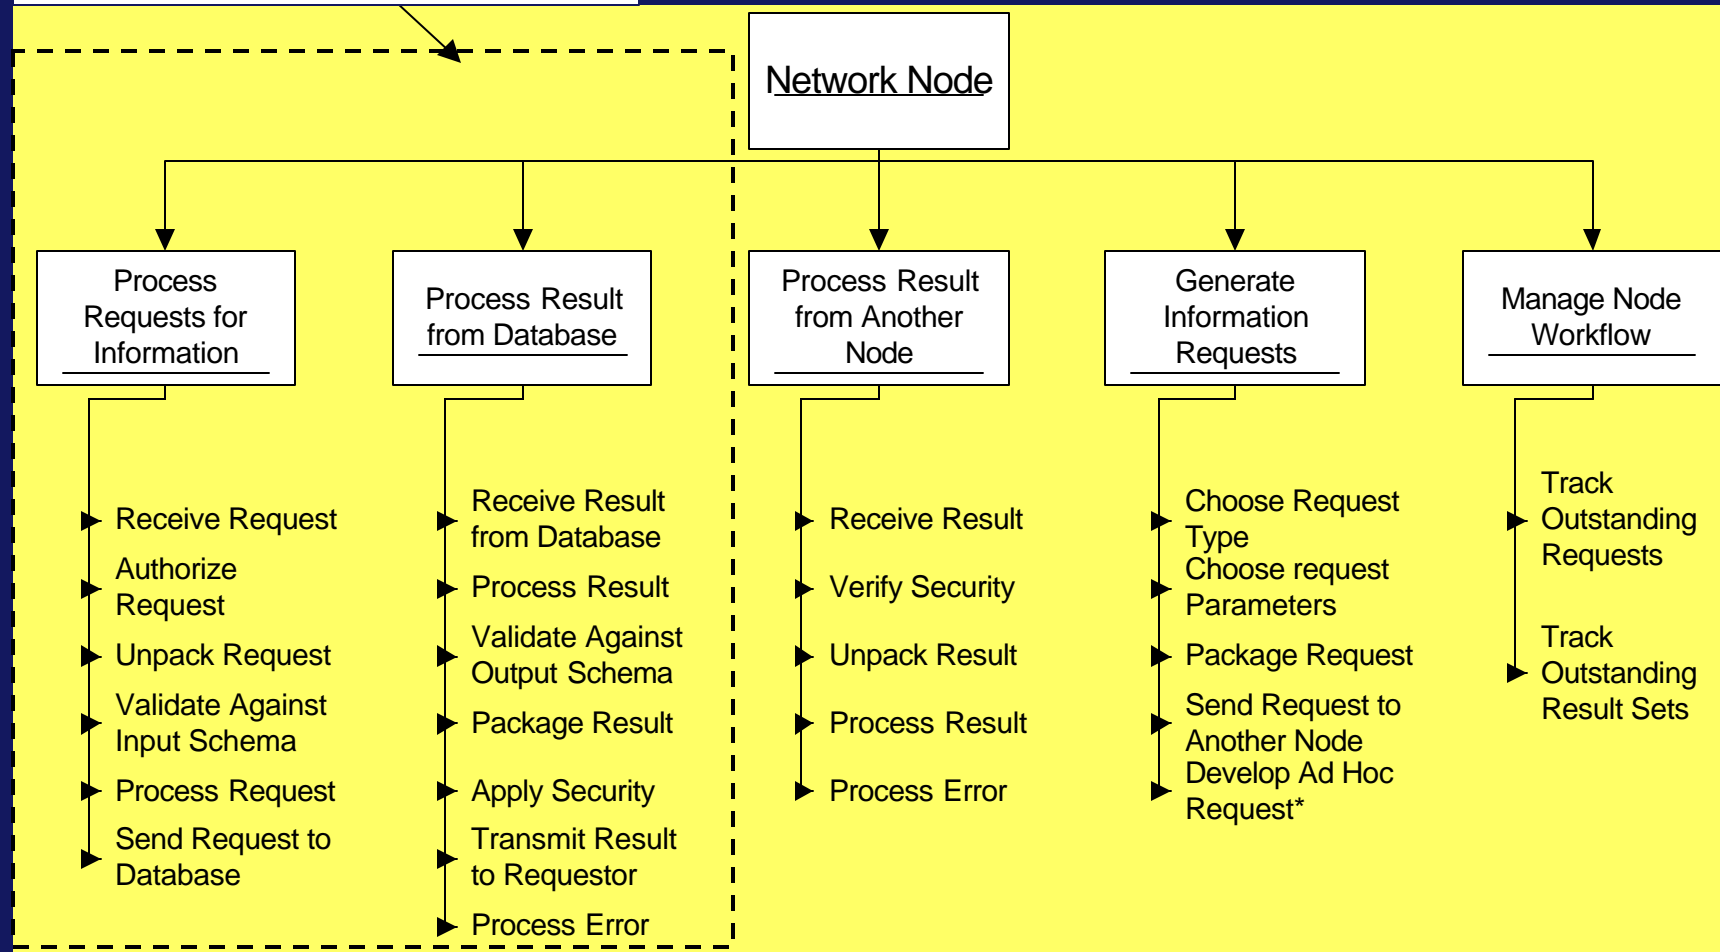 Network Node
Process
Requests for
Information
Receive Request
Authorize
Request
Unpack Request
Validate Against
Input Schema
Process Request
Send Request to
Database
Process Result
from Database
Receive Result
from Database
Process Result
Validate Against
Output Schema
Package Result
Apply Security
Transmit Result
to Requestor
Process Error
Process Result
from Another
Node
Receive Result
Verify Security
Unpack Result
Process Result
Process Error
Generate
Information
Requests
Choose Request
Type
Choose request
Parameters
Package Request
Send Request to
Another Node
Develop Ad Hoc
Request*
Manage Node
Workflow
Track
Outstanding
Requests
Track
Outstanding
Result Sets